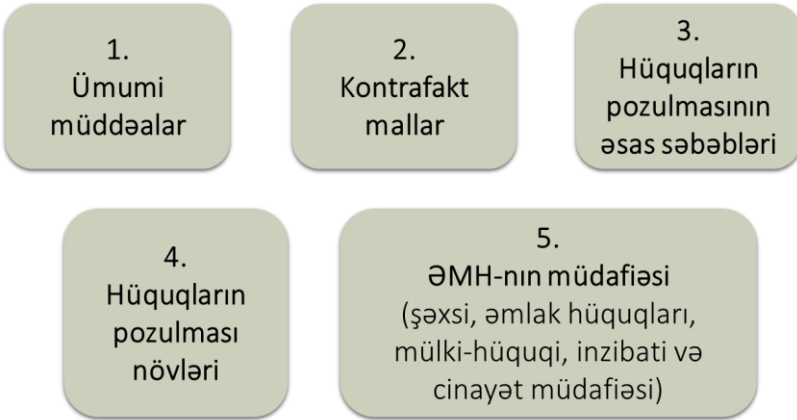 1.
Ümumi
müddəalar
2.
Kontrafakt
mallar
3.
Hüquqların
pozulmasının
əsas səbəbləri
4.
Hüquqların
pozulması
növləri
5.
ƏMH-nın müdafiəsi
(şəxsi, əmlak hüquqları,
mülki-hüquqi, inzibati və
cinayət müdafiəsi)